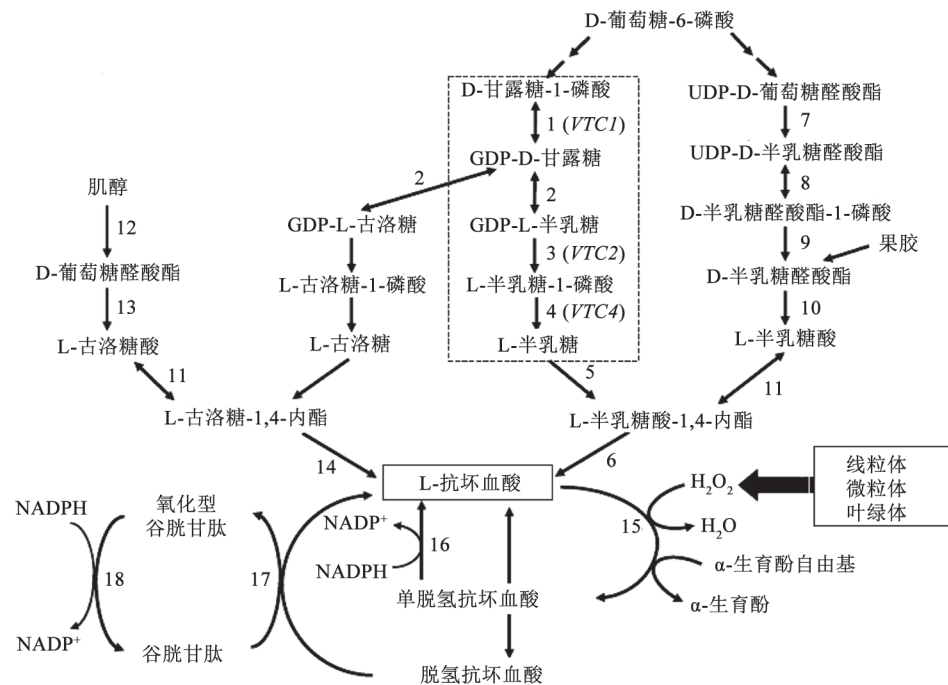 D-葡萄糖-6-磷酸
D-甘露糖-1-磷酸
UDP-D-葡萄糖醛酸酯
1 (VTC1)
7
GDP-D-甘露糖
UDP-D-半乳糖醛酸酯
肌醇
2
2
8
12
GDP-L-古洛糖
GDP-L-半乳糖
D-半乳糖醛酸酯-1-磷酸
3 (VTC2)
9
果胶
D-葡萄糖醛酸酯
L-古洛糖-1-磷酸
L-半乳糖-1-磷酸
D-半乳糖醛酸酯
13
4 (VTC4)
10
L-古洛糖酸
L-古洛糖
L-半乳糖
L-半乳糖酸
11
5
11
L-古洛糖-1,4-内酯
L-半乳糖酸-1,4-内酯
14
6
线粒体
微粒体
叶绿体
L-抗坏血酸
H₂O₂
NADPH
氧化型
谷胱甘肽
NADP⁺
16
15
H₂O
NADPH
18
17
α-生育酚自由基
单脱氢抗坏血酸
α-生育酚
NADP⁺
谷胱甘肽
脱氢抗坏血酸